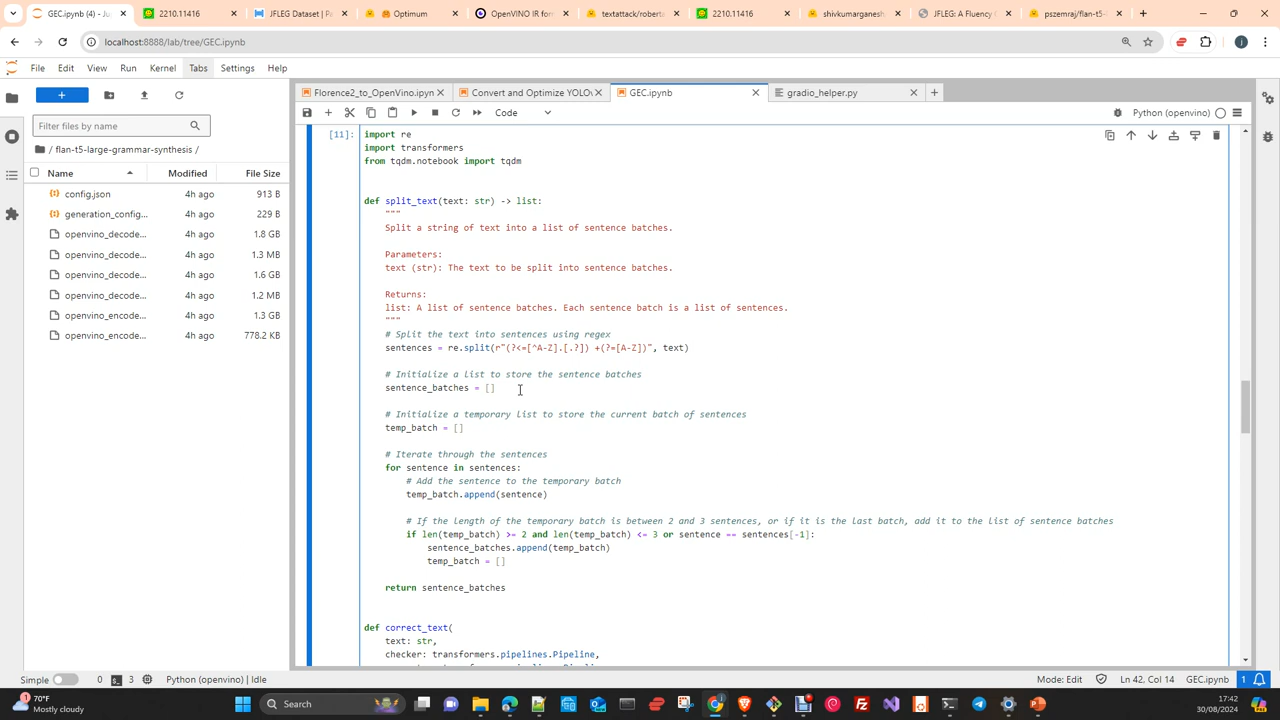 GEC.ipynb (4) - Ju
2210.11416
JFLEG Dataset | P
Optimum
OpenVINO IR for
textattack/robert
2210.11416
shivkumarganesh
JFLEG: A Fluency
pszemraj/flan-t5-
localhost:8888/lab/tree/GEC.ipynb
File Edit View Run Kernel Tabs Settings Help
Florence2_to_OpenVino.ipyn
Convert and Optimize YOLO
GEC.ipynb
gradio_helper.py
Code
Python (openvino)
Filter files by name
/ flan-t5-large-grammar-synthesis /
Name Modified File Size
config.json 4h ago 913 B
generation_config... 4h ago 229 B
openvino_decode... 4h ago 1.8 GB
openvino_decode... 4h ago 1.3 MB
openvino_decode... 4h ago 1.6 GB
openvino_decode... 4h ago 1.2 MB
openvino_encode... 4h ago 1.3 GB
openvino_encode... 4h ago 778.2 KB
[11]: import re
import transformers
from tqdm.notebook import tqdm
def split_text(text: str) -> list:
"""
Split a string of text into a list of sentence batches.
Parameters:
text (str): The text to be split into sentence batches.
Returns:
list: A list of sentence batches. Each sentence batch is a list of sentences.
"""
# Split the text into sentences using regex
sentences = re.split(r"(?<=[^A-Z].[.?]) +(?=[A-Z])", text)
# Initialize a list to store the sentence batches
sentence_batches = []
# Initialize a temporary list to store the current batch of sentences
temp_batch = []
# Iterate through the sentences
for sentence in sentences:
# Add the sentence to the temporary batch
temp_batch.append(sentence)
# If the length of the temporary batch is between 2 and 3 sentences, or if it is the last batch, add it to the list of sentence batches
if len(temp_batch) >= 2 and len(temp_batch) <= 3 or sentence == sentences[-1]:
sentence_batches.append(temp_batch)
temp_batch = []
return sentence_batches
def correct_text(
text: str,
checker: transformers.pipelines.Pipeline,
Simple 0 3 Python (openvino) | Idle
Mode: Edit Ln 42, Col 14 GEC.ipynb 1
70°F
Mostly cloudy
Search
17:42
30/08/2024